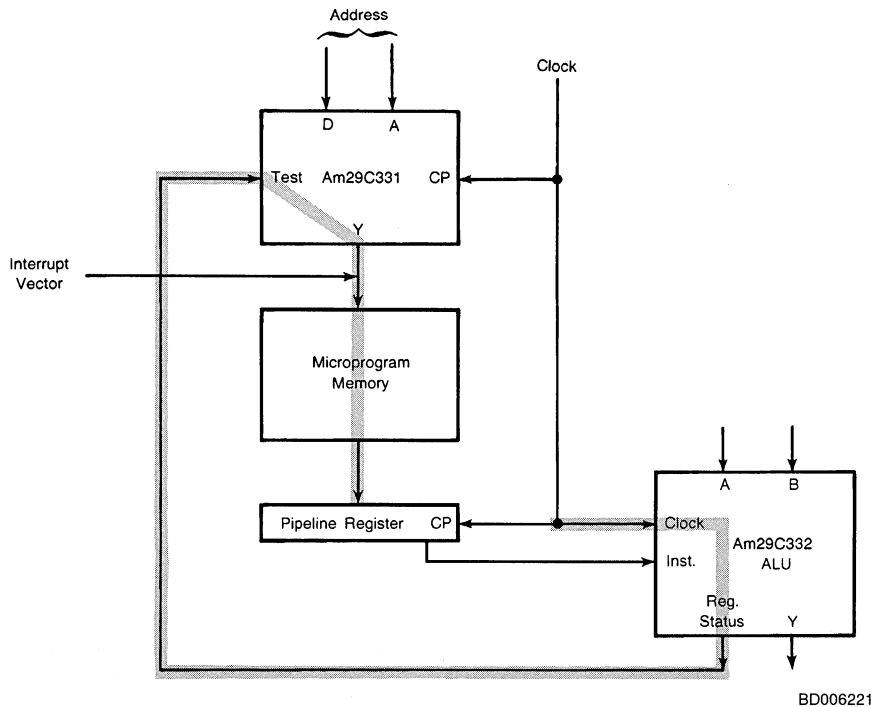 Address
Clock
D A
Test Am29C331 CP
Y
Interrupt
Vector
Microprogram
Memory
A B
Pipeline Register CP
Clock
Am29C332
ALU
Inst.
Reg.
Status Y
BD006221